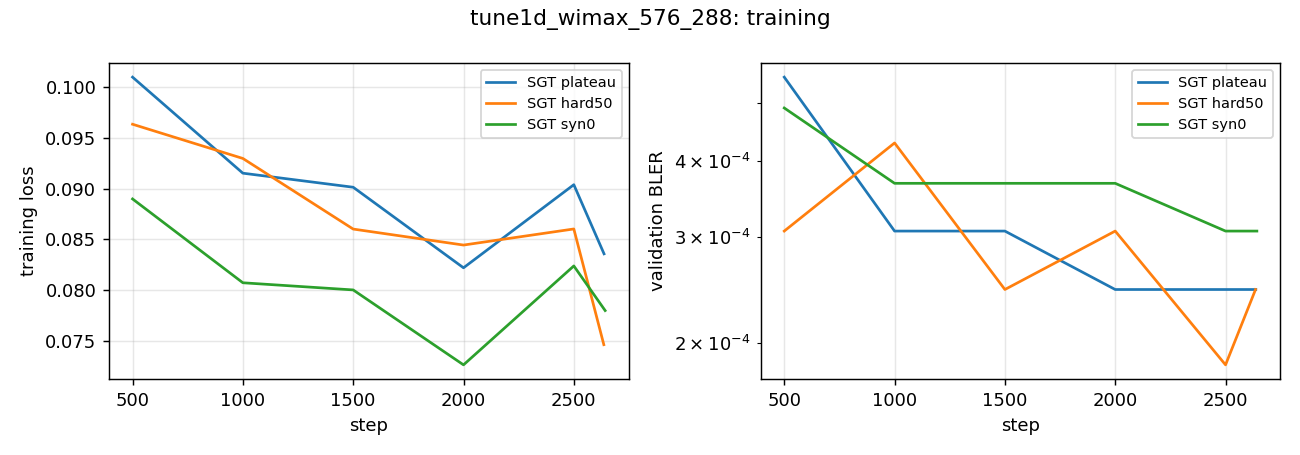 tune1d_wimax_576_288: training
training loss
0.100
0.095
0.090
0.085
0.080
0.075
500 1000 1500 2000 2500
step
SGT plateau
SGT hard50
SGT syn0
validation BLER
4 × 10⁻⁴
3 × 10⁻⁴
2 × 10⁻⁴
500 1000 1500 2000 2500
step
SGT plateau
SGT hard50
SGT syn0